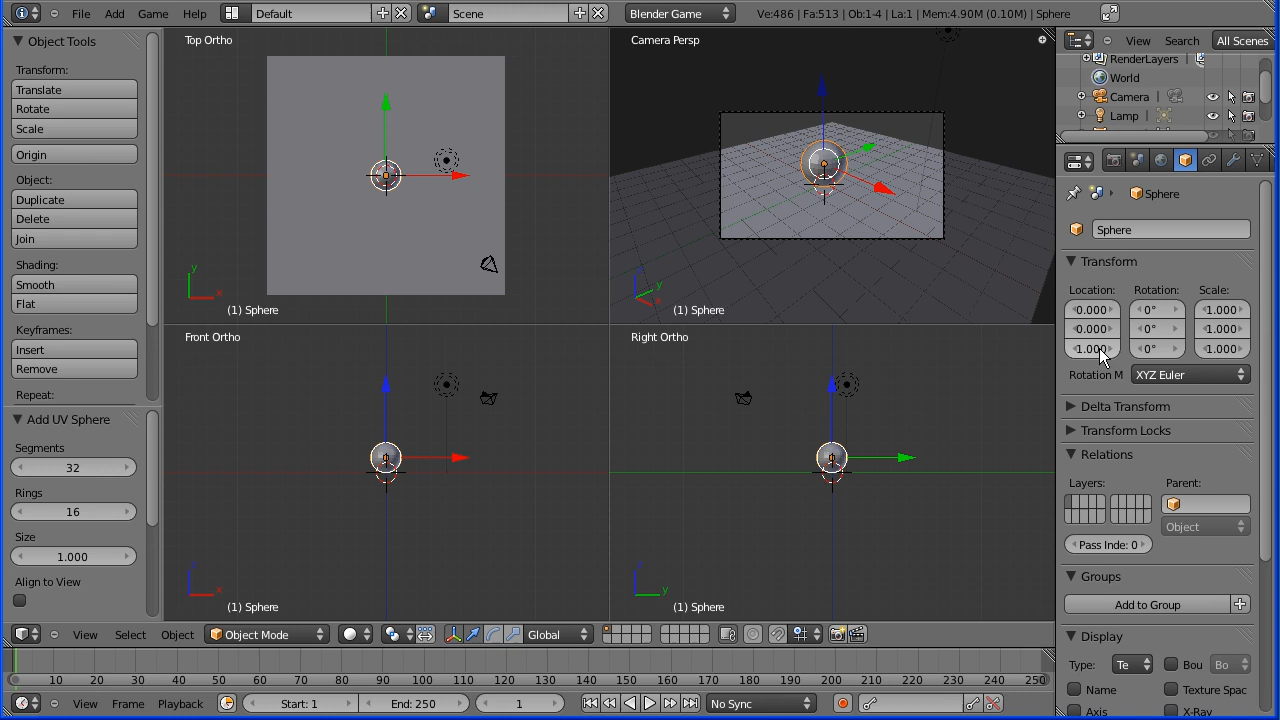 File Add Game Help Default Scene Blender Game Ve:486 | Fa:513 | Ob:1-4 | La:1 | Mem:4.90M (0.10M) | Sphere
Object Tools
Transform:
Translate
Rotate
Scale
Origin
Object:
Duplicate
Delete
Join
Shading:
Smooth
Flat
Keyframes:
Insert
Remove
Repeat:
Add UV Sphere
Segments
32
Rings
16
Size
1.000
Align to View
Top Ortho
y
x
(1) Sphere
Camera Persp
y
x
(1) Sphere
Front Ortho
x
(1) Sphere
Right Ortho
y
(1) Sphere
View Search All Scenes
RenderLayers
World
Camera
Lamp
Sphere
Sphere
Transform
Location: Rotation: Scale:
0.000 0° 1.000
0.000 0° 1.000
1.000 0° 1.000
Rotation M XYZ Euler
Delta Transform
Transform Locks
Relations
Layers: Parent:
Object
Pass Inde: 0
Groups
Add to Group
Display
Type: Te Bou Bo
Name Texture Spac
Axis X-Ray
View Select Object Object Mode Global
10 20 30 40 50 60 70 80 90 100 110 120 130 140 150 160 170 180 190 200 210 220 230 240 250
View Frame Playback Start: 1 End: 250 1 No Sync